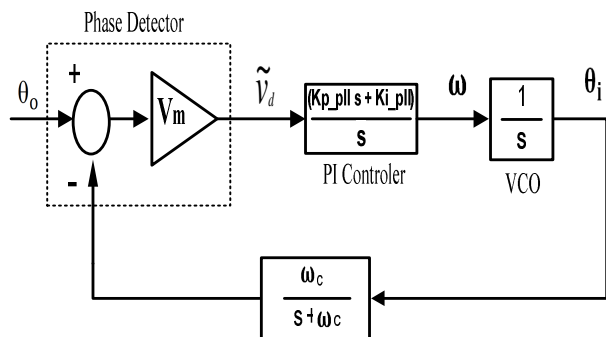 Phase Detector
+
θo
-
Vm
ṽd
(Kp_pll s + Ki_pll)
s
PI Controler
ω
1
s
VCO
θi
ωc
s + ωc